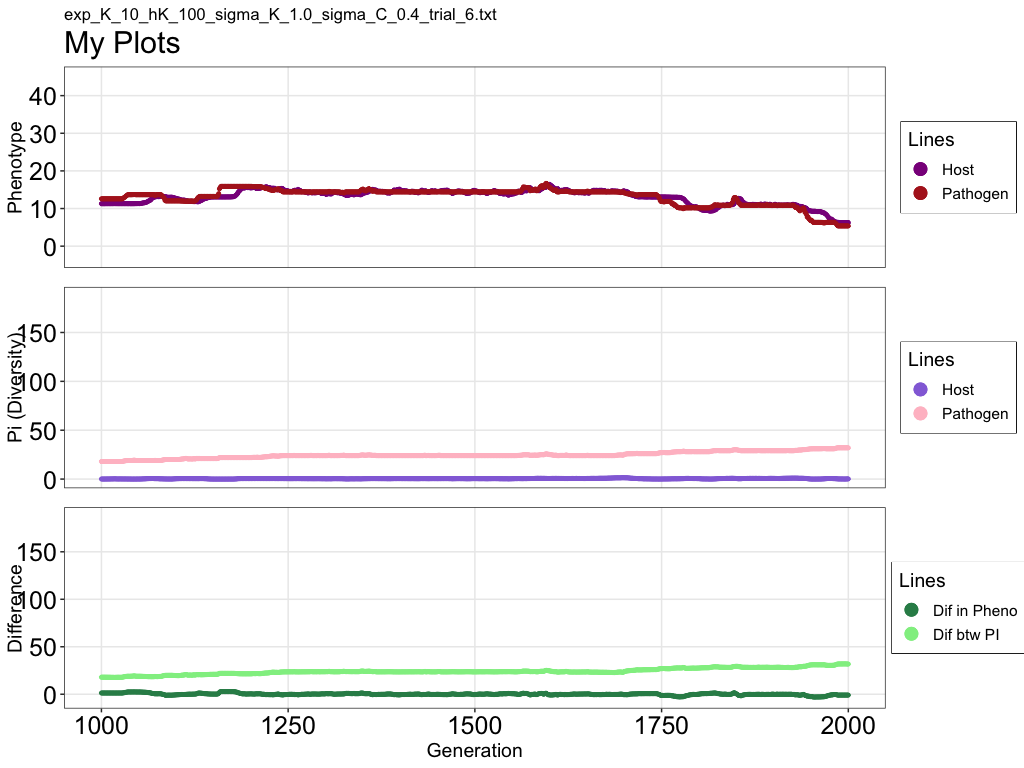 exp_K_10_hK_100_sigma_K_1.0_sigma_C_0.4_trial_6.txt
My Plots
Phenotype
40
30
20
10
0
Lines
Host
Pathogen
Pi (Diversity)
150
100
50
0
Lines
Host
Pathogen
Difference
150
100
50
0
Lines
Dif in Pheno
Dif btw PI
1000 1250 1500 1750 2000
Generation